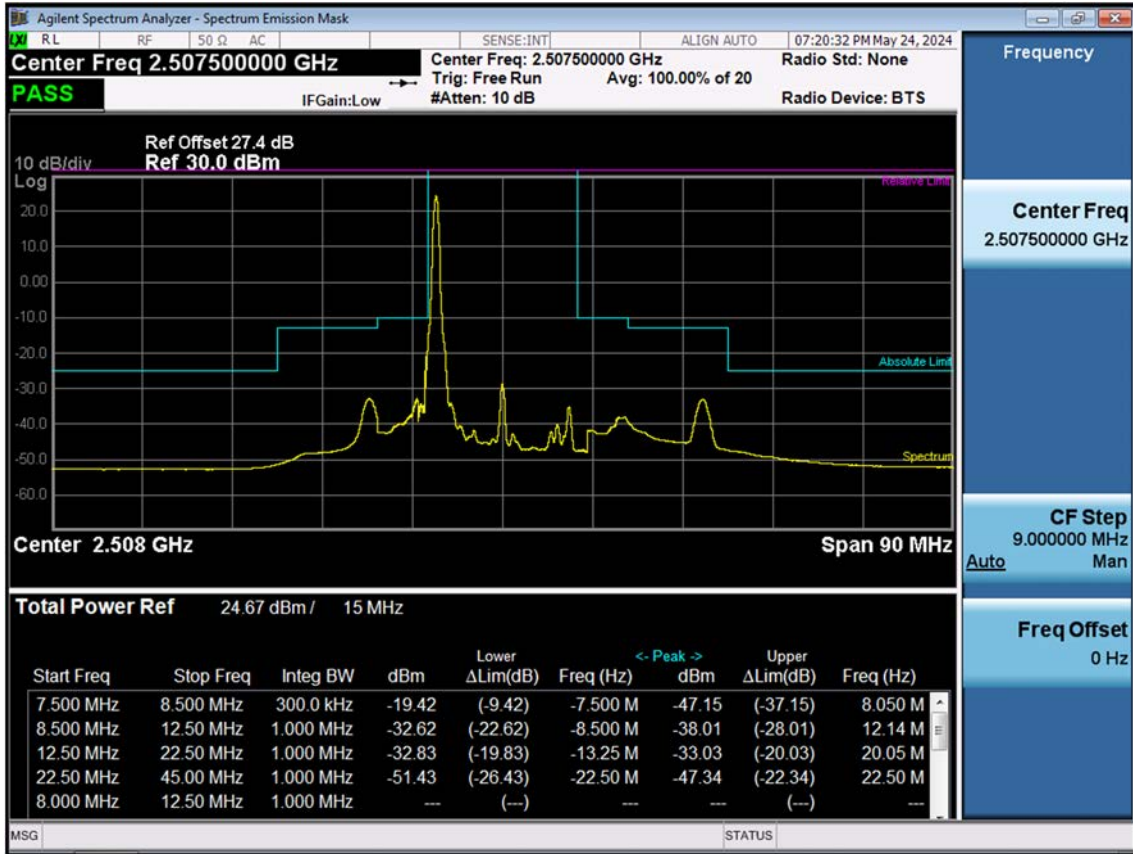 Agilent Spectrum Analyzer - Spectrum Emission Mask
LXI RL RF 50 Ω AC SENSE:INT ALIGN AUTO 07:20:32 PM May 24, 2024
Center Freq 2.507500000 GHz
Center Freq: 2.507500000 GHz
Radio Std: None
Trig: Free Run Avg: 100.00% of 20
PASS
IFGain:Low
#Atten: 10 dB
Radio Device: BTS
Ref Offset 27.4 dB
10 dB/div Ref 30.0 dBm
Log
Relative Limit
20.0
10.0
0.00
-10.0
-20.0
Absolute Limit
-30.0
-40.0
-50.0
Spectrum
-60.0
Center 2.508 GHz Span 90 MHz
Total Power Ref 24.67 dBm / 15 MHz
Lower <- Peak -> Upper
Start Freq Stop Freq Integ BW dBm ΔLim(dB) Freq (Hz) dBm ΔLim(dB) Freq (Hz)
7.500 MHz 8.500 MHz 300.0 kHz -19.42 (-9.42) -7.500 M -47.15 (-37.15) 8.050 M
8.500 MHz 12.50 MHz 1.000 MHz -32.62 (-22.62) -8.500 M -38.01 (-28.01) 12.14 M
12.50 MHz 22.50 MHz 1.000 MHz -32.83 (-19.83) -13.25 M -33.03 (-20.03) 20.05 M
22.50 MHz 45.00 MHz 1.000 MHz -51.43 (-26.43) -22.50 M -47.34 (-22.34) 22.50 M
8.000 MHz 12.50 MHz 1.000 MHz --- (---) --- --- (---) ---
MSG STATUS
Frequency
Center Freq
2.507500000 GHz
CF Step
9.000000 MHz
Auto Man
Freq Offset
0 Hz